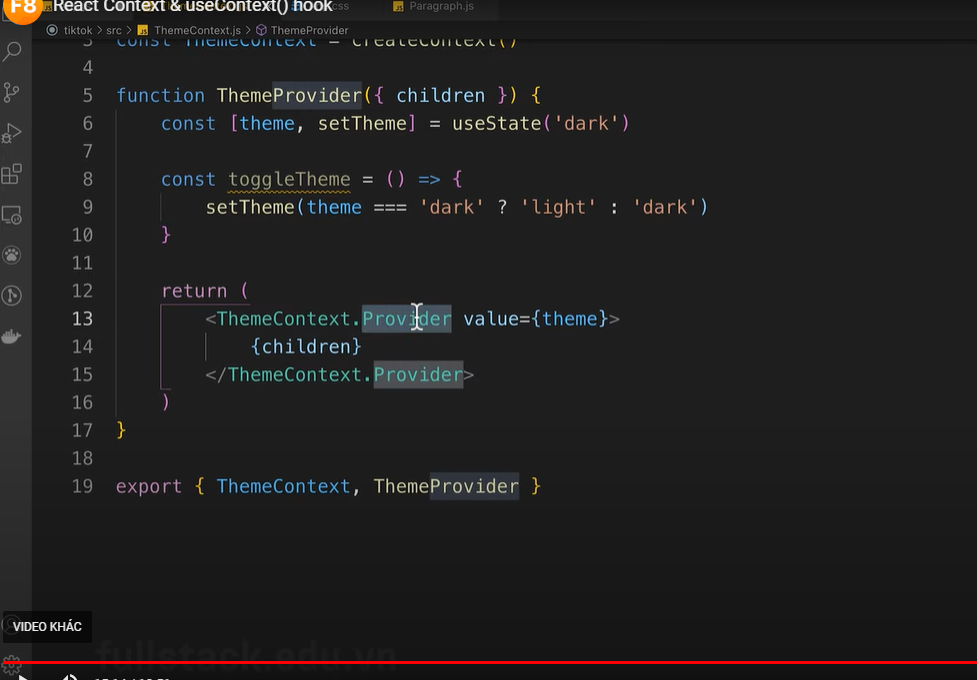 F8 React Context & useContext() hook
css
Paragraph.js
tiktok > src > ThemeContext.js > ThemeProvider
3 const ThemeContext = createContext()
4
5 function ThemeProvider({ children }) {
6 const [theme, setTheme] = useState('dark')
7
8 const toggleTheme = () => {
9 setTheme(theme === 'dark' ? 'light' : 'dark')
10 }
11
12 return (
13 <ThemeContext.Provider value={theme}>
14 {children}
15 </ThemeContext.Provider>
16 )
17 }
18
19 export { ThemeContext, ThemeProvider }
VIDEO KHÁC
fullstack.edu.vn